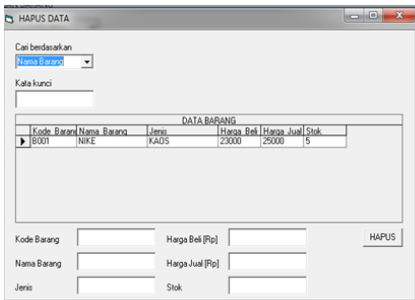 HAPUS DATA
Cari berdasarkan
Nama Barang
Kata kunci
DATA BARANG
Kode Baran Nama Barang Jenis Harga Beli Harga Jual Stok
B001 NIKE KAOS 23000 25000 5
Kode Barang Harga Beli [Rp] HAPUS
Nama Barang Harga Jual [Rp]
Jenis Stok